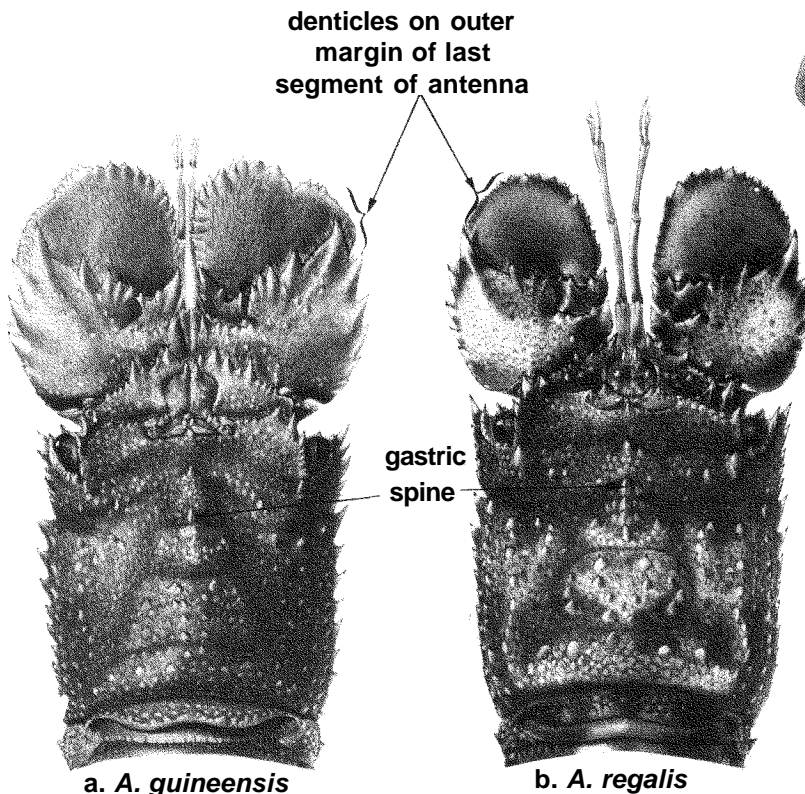 denticles on outer
margin of last
segment of antenna
gastric
spine
a. A. guineensis
b. A. regalis